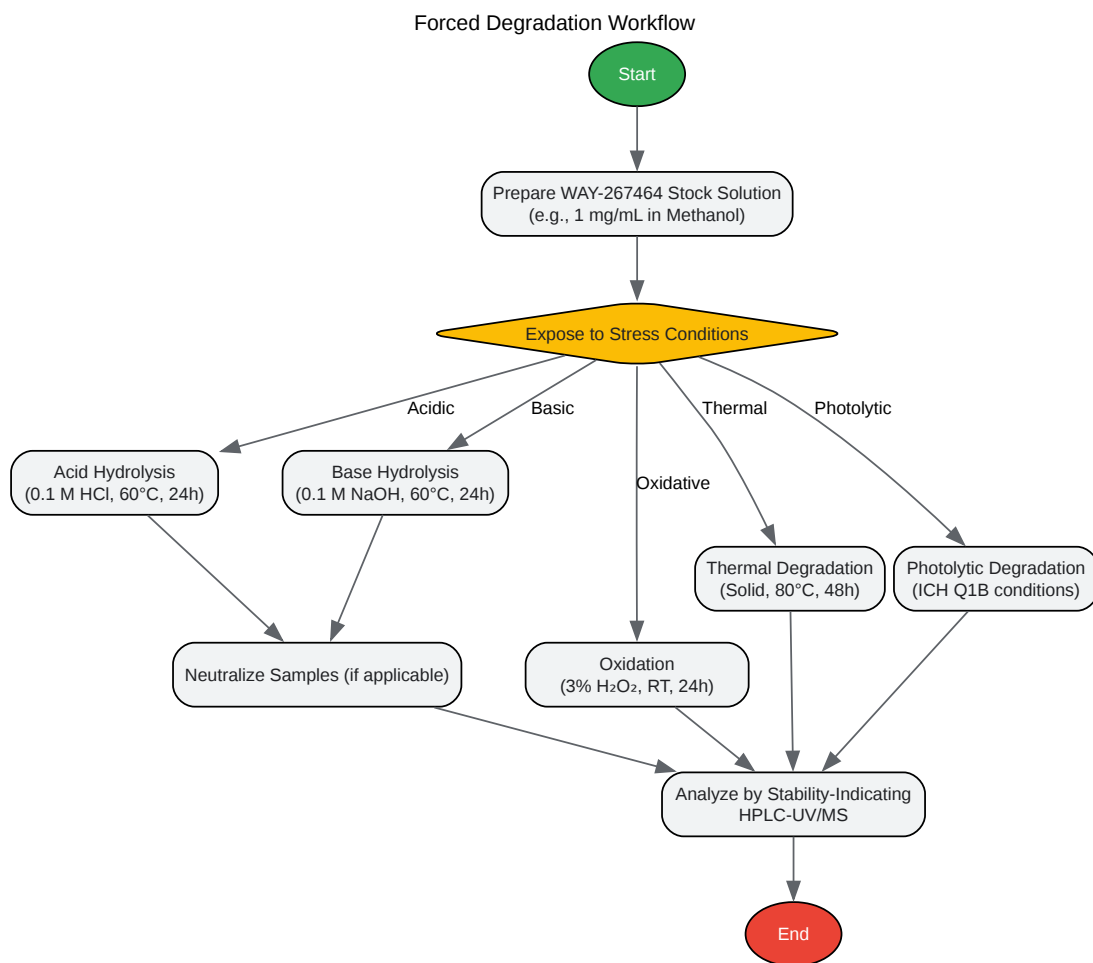 Forced Degradation Workflow
Start
Prepare WAY-267464 Stock Solution
(e.g., 1 mg/mL in Methanol)
Expose to Stress Conditions
Acidic
Basic
Thermal
Photolytic
Acid Hydrolysis
(0.1 M HCl, 60°C, 24h)
Base Hydrolysis
(0.1 M NaOH, 60°C, 24h)
Oxidative
Thermal Degradation
(Solid, 80°C, 48h)
Photolytic Degradation
(ICH Q1B conditions)
Neutralize Samples (if applicable)
Oxidation
(3% H₂O₂, RT, 24h)
Analyze by Stability-Indicating
HPLC-UV/MS
End